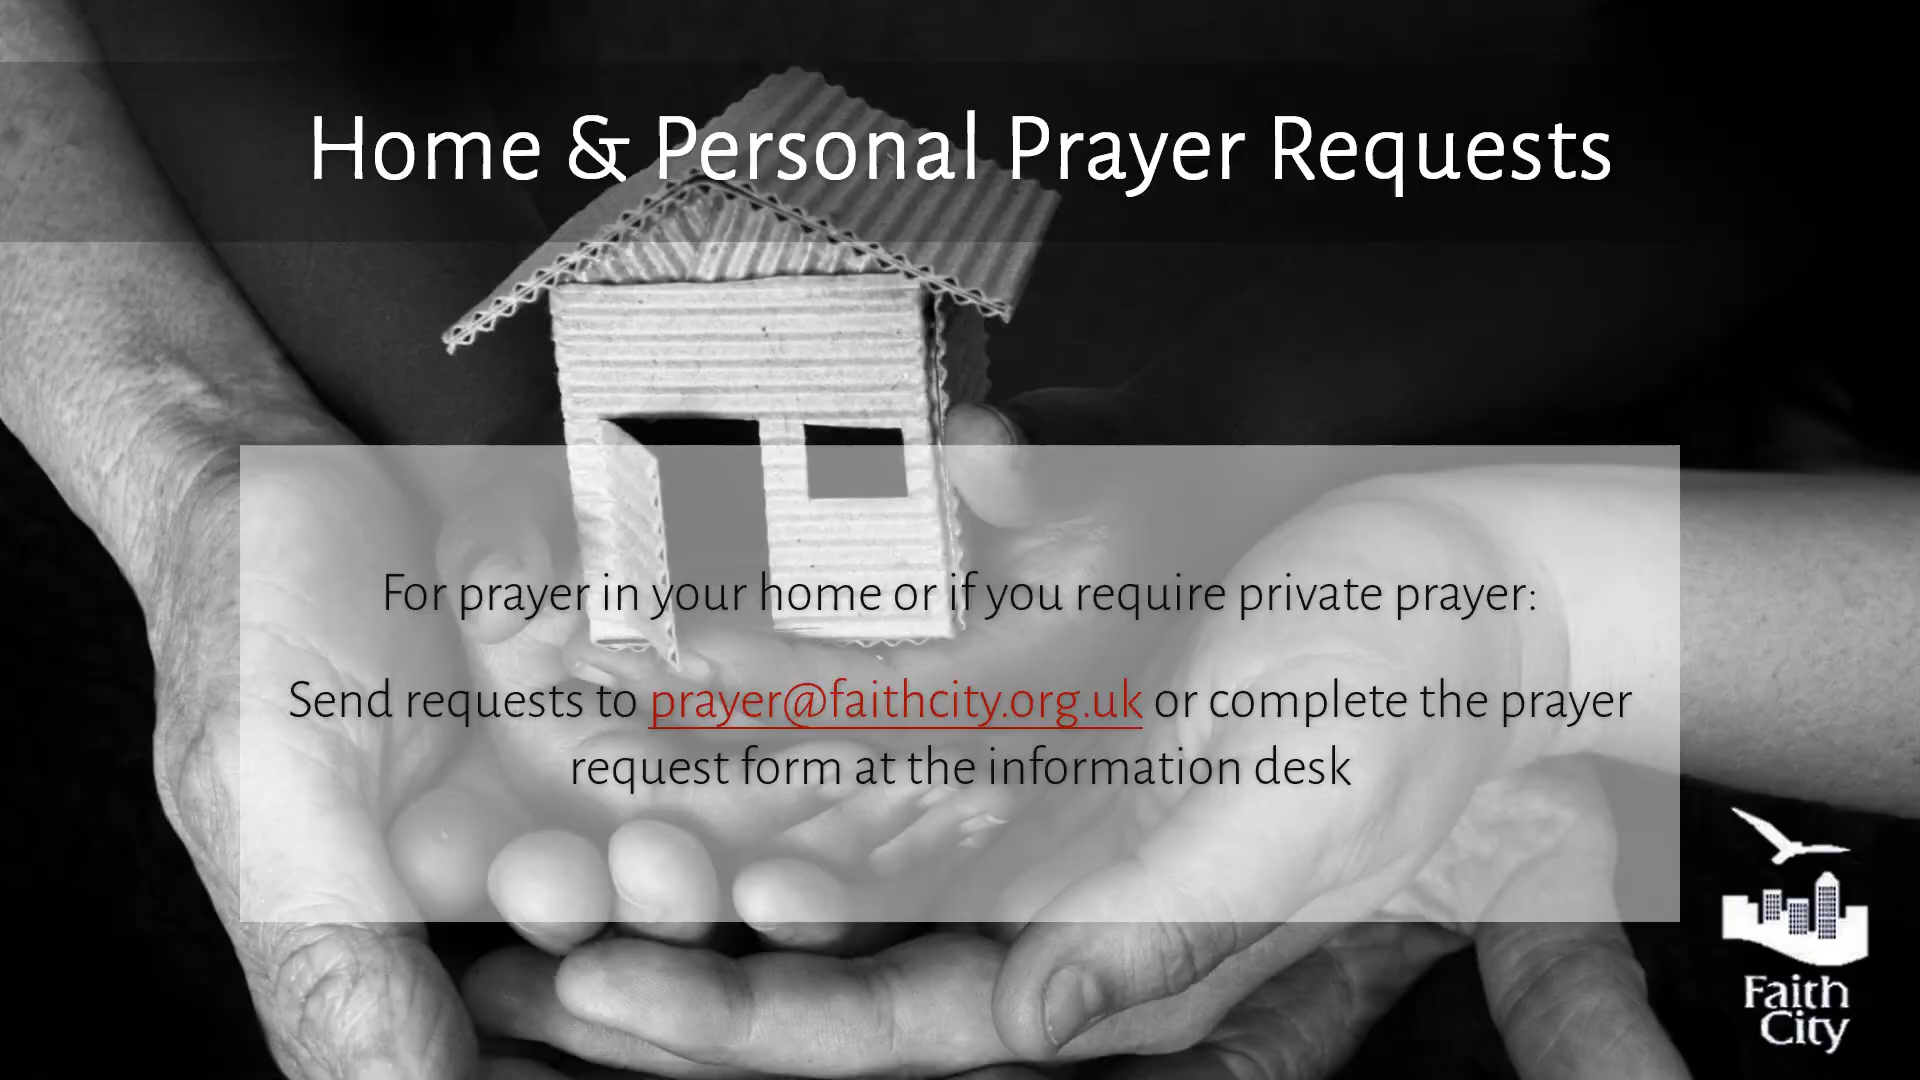 Home & Personal Prayer Requests
For prayer in your home or if you require private prayer:
Send requests to prayer@faithcity.org.uk or complete the prayer
request form at the information desk
Faith
City